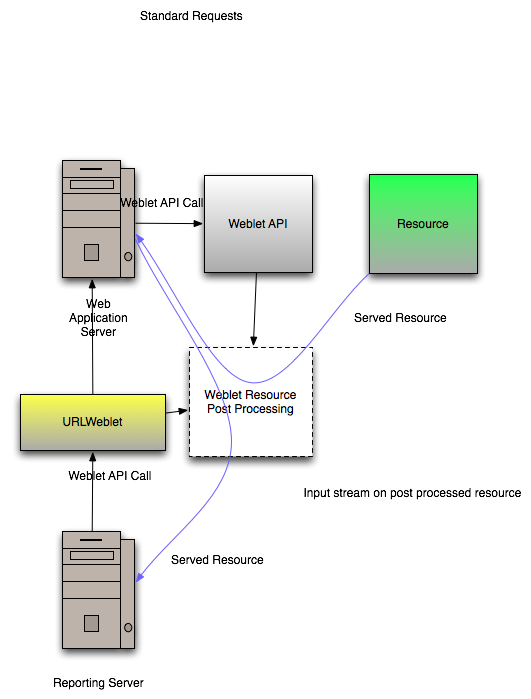 Standard Requests
Weblet API Call
Weblet API
Resource
Web
Application
Server
Served Resource
Weblet Resource
Post Processing
URLWeblet
Weblet API Call
Input stream on post processed resource
Served Resource
Reporting Server